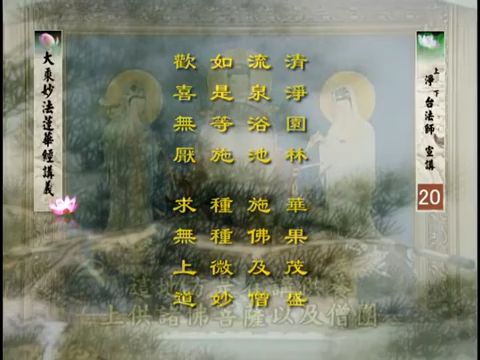 上淨下台法師 宣講
20
清淨園林 華果茂盛
流泉浴池 施佛及僧
如是等施 種種微妙
歡喜無厭 求無上道
大乘妙法蓮華經講義
上供諸佛菩薩以及僧團